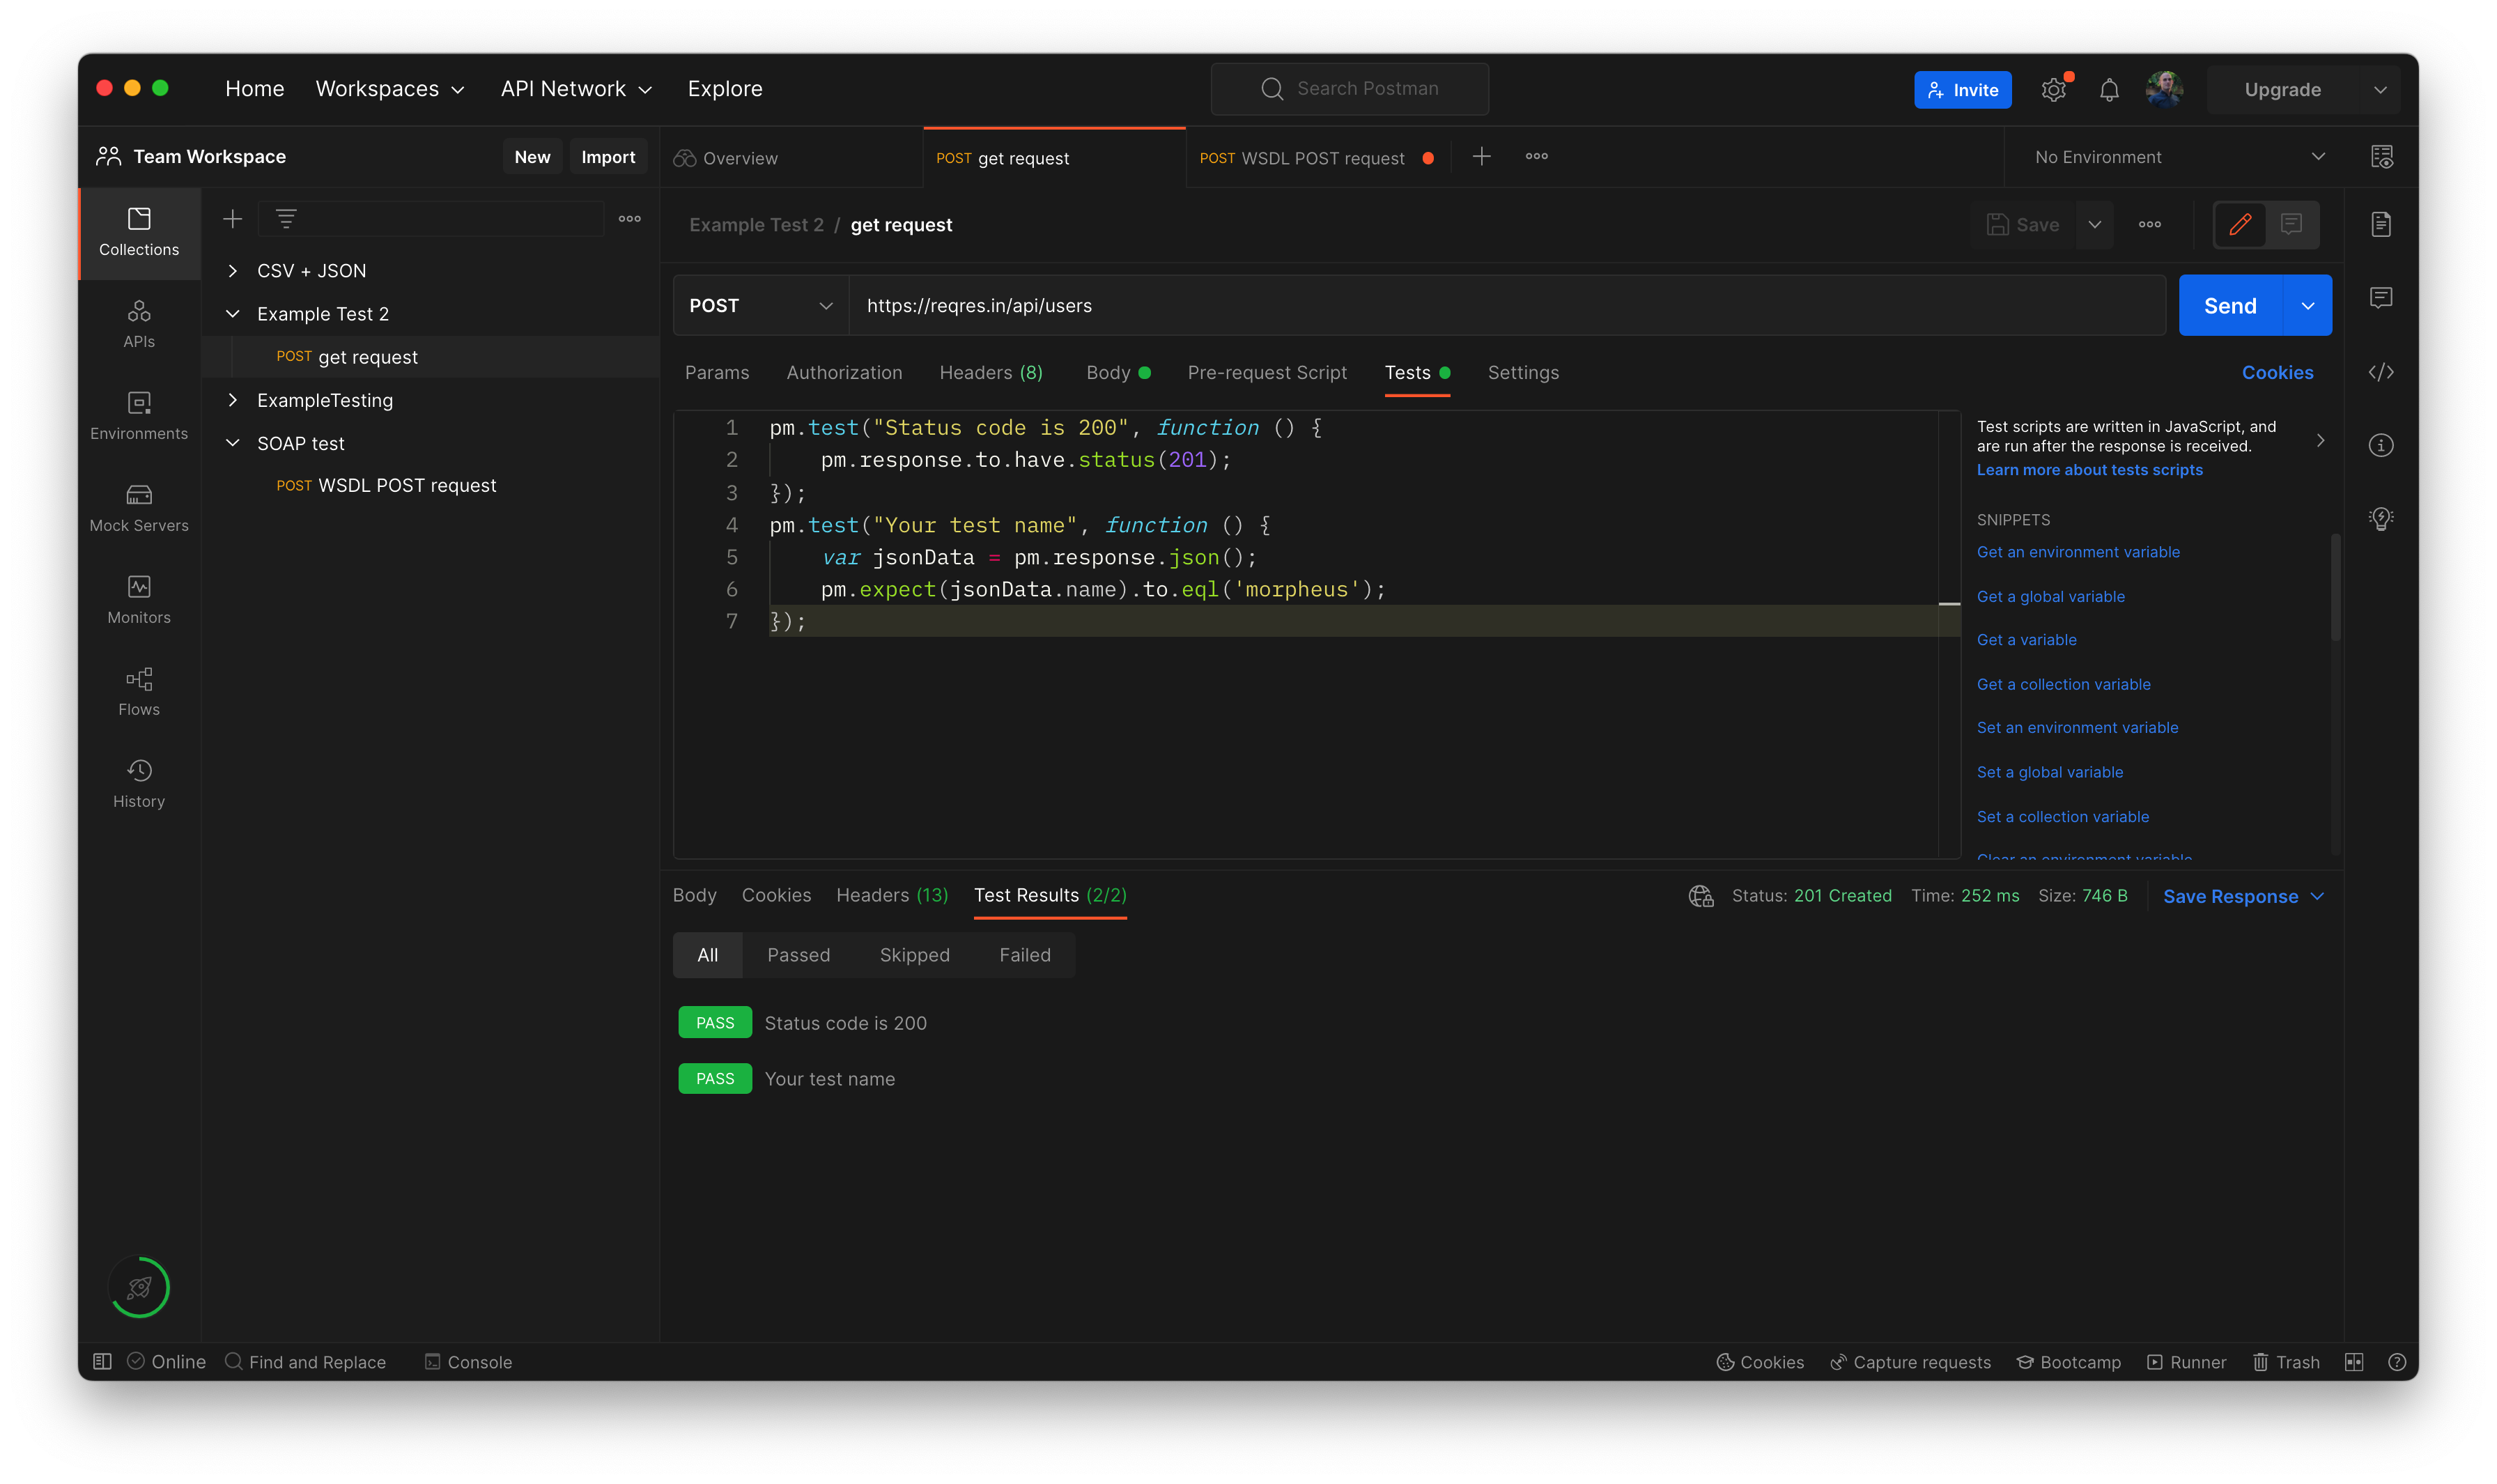 Home Workspaces API Network Explore Search Postman Invite Upgrade
Team Workspace New Import
Overview POST get request POST WSDL POST request No Environment
Collections
APIs
Environments
Mock Servers
Monitors
Flows
History
CSV + JSON
Example Test 2
POST get request
ExampleTesting
SOAP test
POST WSDL POST request
Example Test 2 / get request Save
POST https://reqres.in/api/users Send
Params Authorization Headers (8) Body Pre-request Script Tests Settings Cookies
1 pm.test("Status code is 200", function () {
2 pm.response.to.have.status(201);
3 });
4 pm.test("Your test name", function () {
5 var jsonData = pm.response.json();
6 pm.expect(jsonData.name).to.eql('morpheus');
7 });
Test scripts are written in JavaScript, and
are run after the response is received.
Learn more about tests scripts
SNIPPETS
Get an environment variable
Get a global variable
Get a variable
Get a collection variable
Set an environment variable
Set a global variable
Set a collection variable
Clear an environment variable
Body Cookies Headers (13) Test Results (2/2) Status: 201 Created Time: 252 ms Size: 746 B Save Response
All Passed Skipped Failed
PASS Status code is 200
PASS Your test name
Online Find and Replace Console Cookies Capture requests Bootcamp Runner Trash